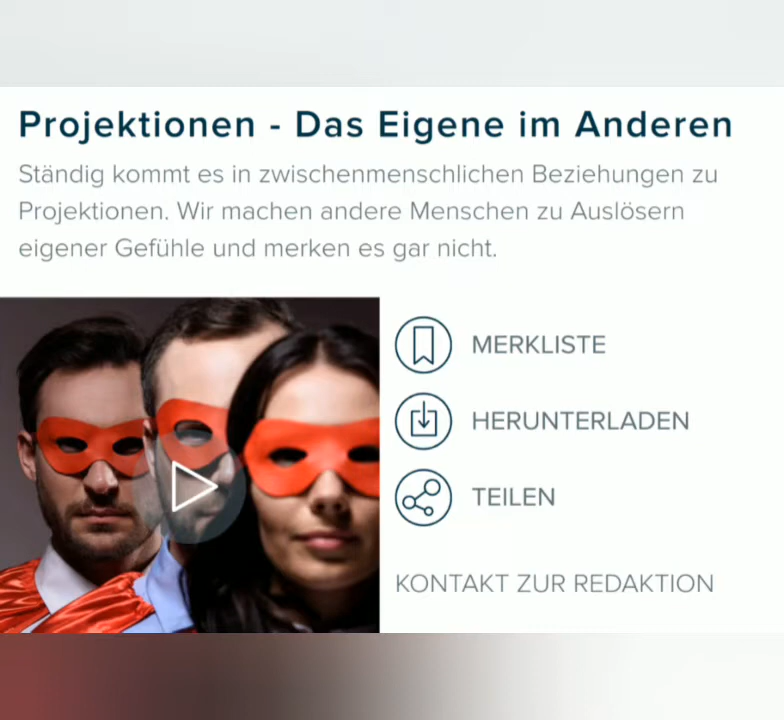 Projektionen - Das Eigene im Anderen
Ständig kommt es in zwischenmenschlichen Beziehungen zu
Projektionen. Wir machen andere Menschen zu Auslösern
eigener Gefühle und merken es gar nicht.
MERKLISTE
HERUNTERLADEN
TEILEN
KONTAKT ZUR REDAKTION